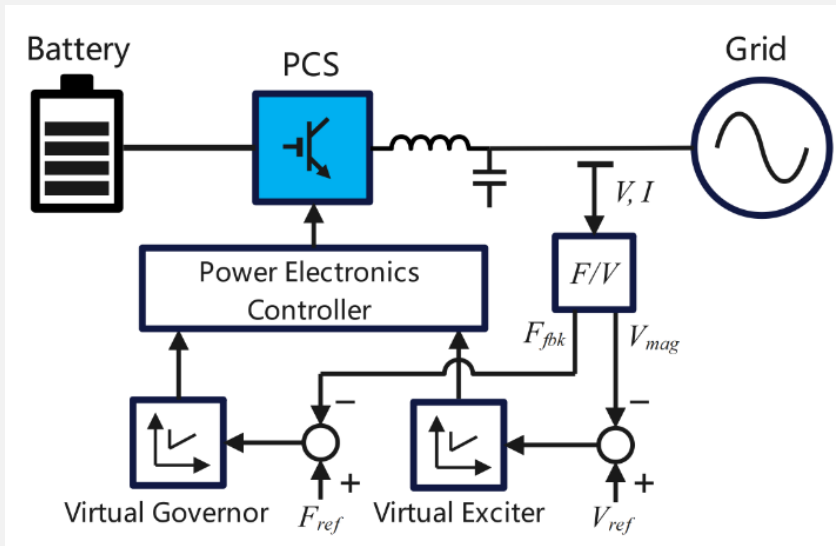 Battery
PCS
Grid
V, I
Power Electronics
Controller
F/V
F_fbk
V_mag
−
−
+
+
Virtual Governor
F_ref
Virtual Exciter
V_ref